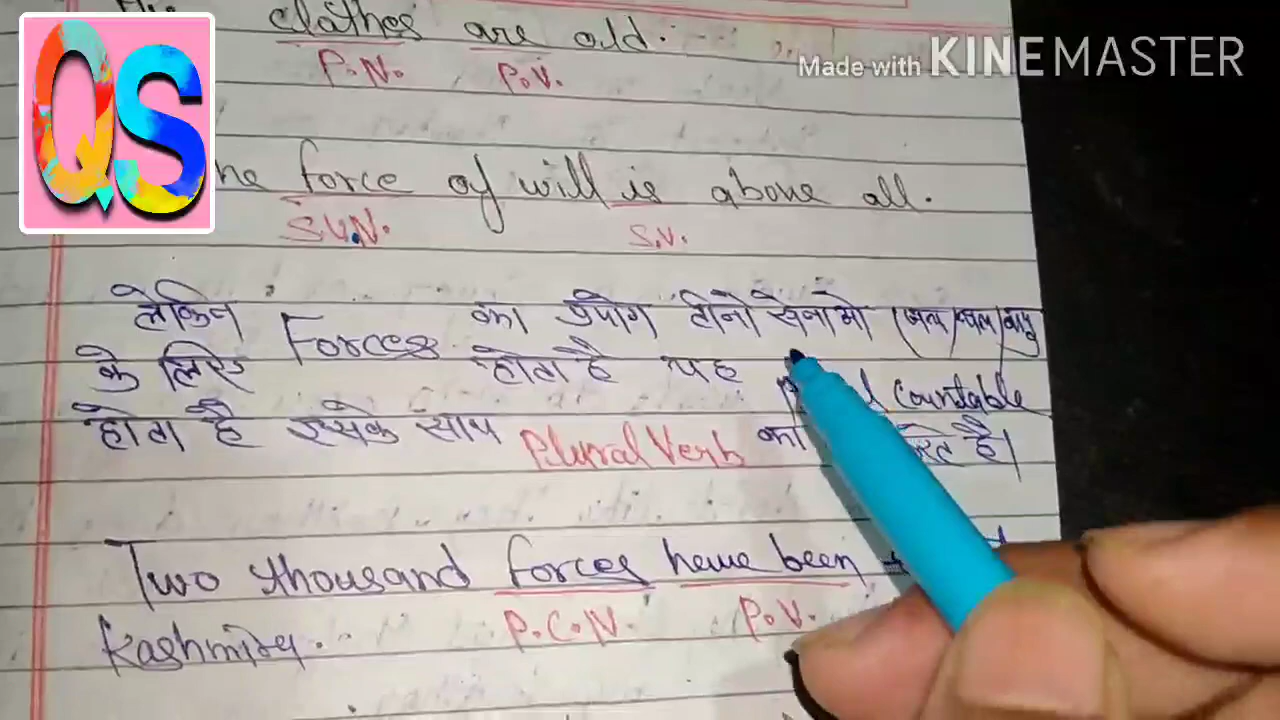 clothes are old.
P.N. P.V.
QS
Made with KINEMASTER
he force of will is above all.
S.U.N. S.V.
लेकिन Forces का प्रयोग तीनो सेनाओ (जल/थल/वायु
के लिए होता है यह countable
होता है इसके साथ Plural Verb का है।
Two thousand forces have been
P.C.N. P.V.
Kashmir.